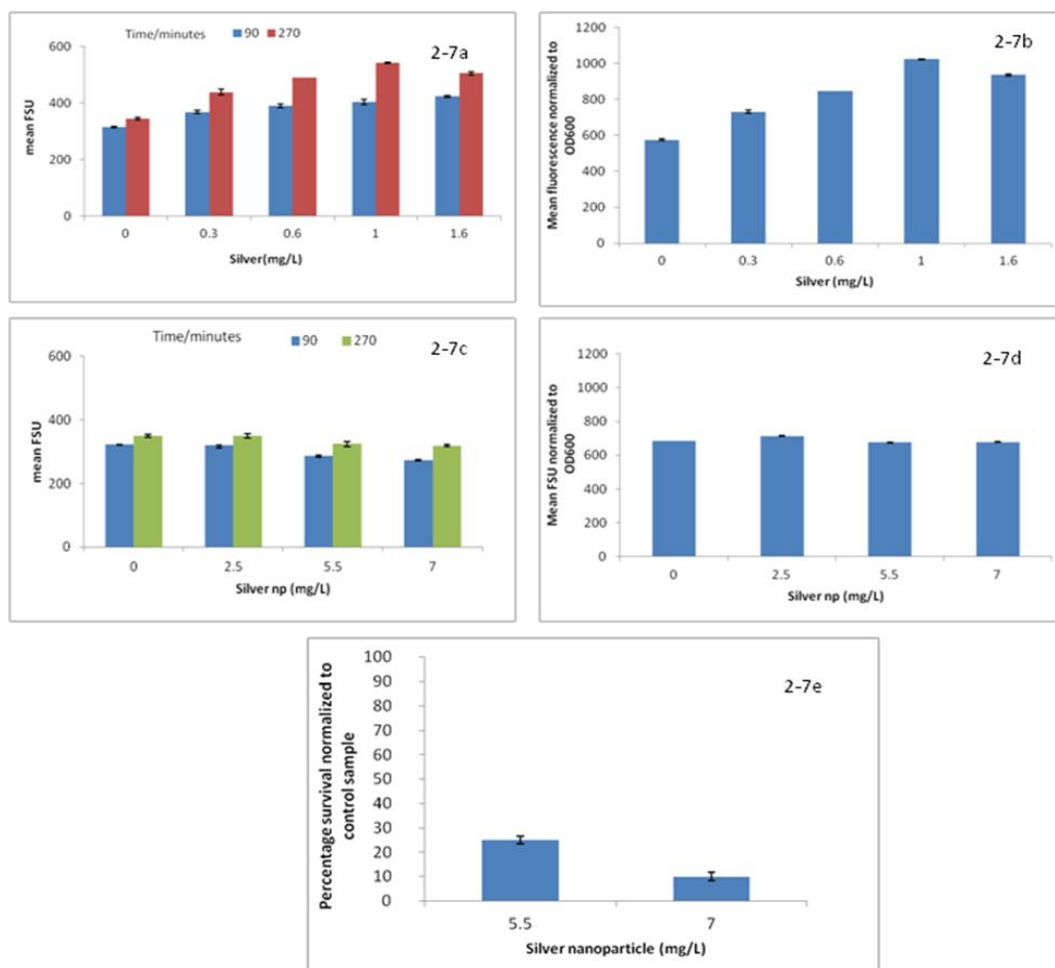 Time/minutes 90 270
2-7a
600
400
200
0
mean FSU
0 0.3 0.6 1 1.6
Silver(mg/L)
2-7b
1200
1000
800
600
400
200
0
Mean fluorescence normalized to
OD600
0 0.3 0.6 1 1.6
Silver (mg/L)
Time/minutes 90 270
2-7c
600
400
200
0
mean FSU
0 2.5 5.5 7
Silver np (mg/L)
2-7d
1200
1000
800
600
400
200
0
Mean FSU normalized to
OD600
0 2.5 5.5 7
Silver np (mg/L)
2-7e
100
90
80
70
60
50
40
30
20
10
0
Percentage survival normalized to
control sample
5.5 7
Silver nanoparticle (mg/L)